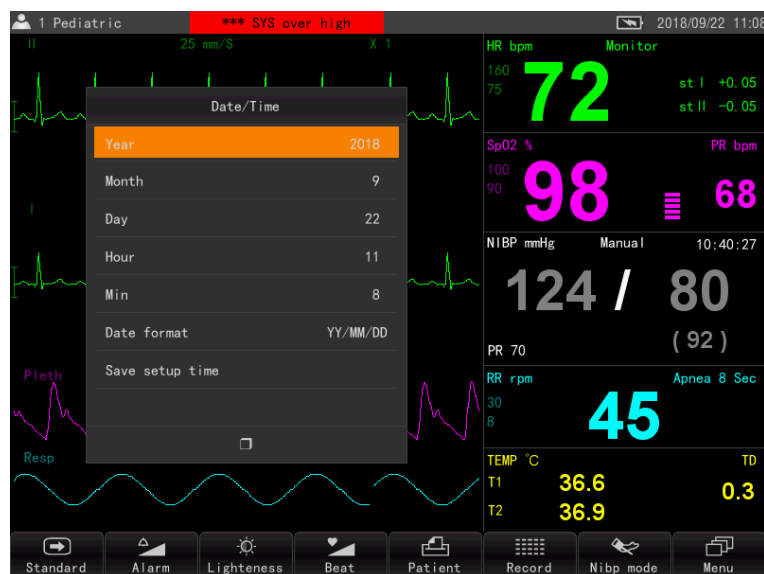 1 Pediatric *** SYS over high 2018/09/22 11:08
II 25 mm/S X 1
HR bpm Monitor
160
75
72
st I +0.05
st II -0.05
Date/Time
Year 2018
Month 9
Day 22
Hour 11
Min 8
Date format YY/MM/DD
Save setup time
I
SpO2 % PR bpm
100
90
98
68
NIBP mmHg Manual 10:40:27
124 / 80
(92)
PR 70
Pleth
RR rpm Apnea 8 Sec
30
8
45
Resp
TEMP °C TD
T1 36.6
0.3
T2 36.9
Standard Alarm Lighteness Beat Patient Record Nibp mode Menu